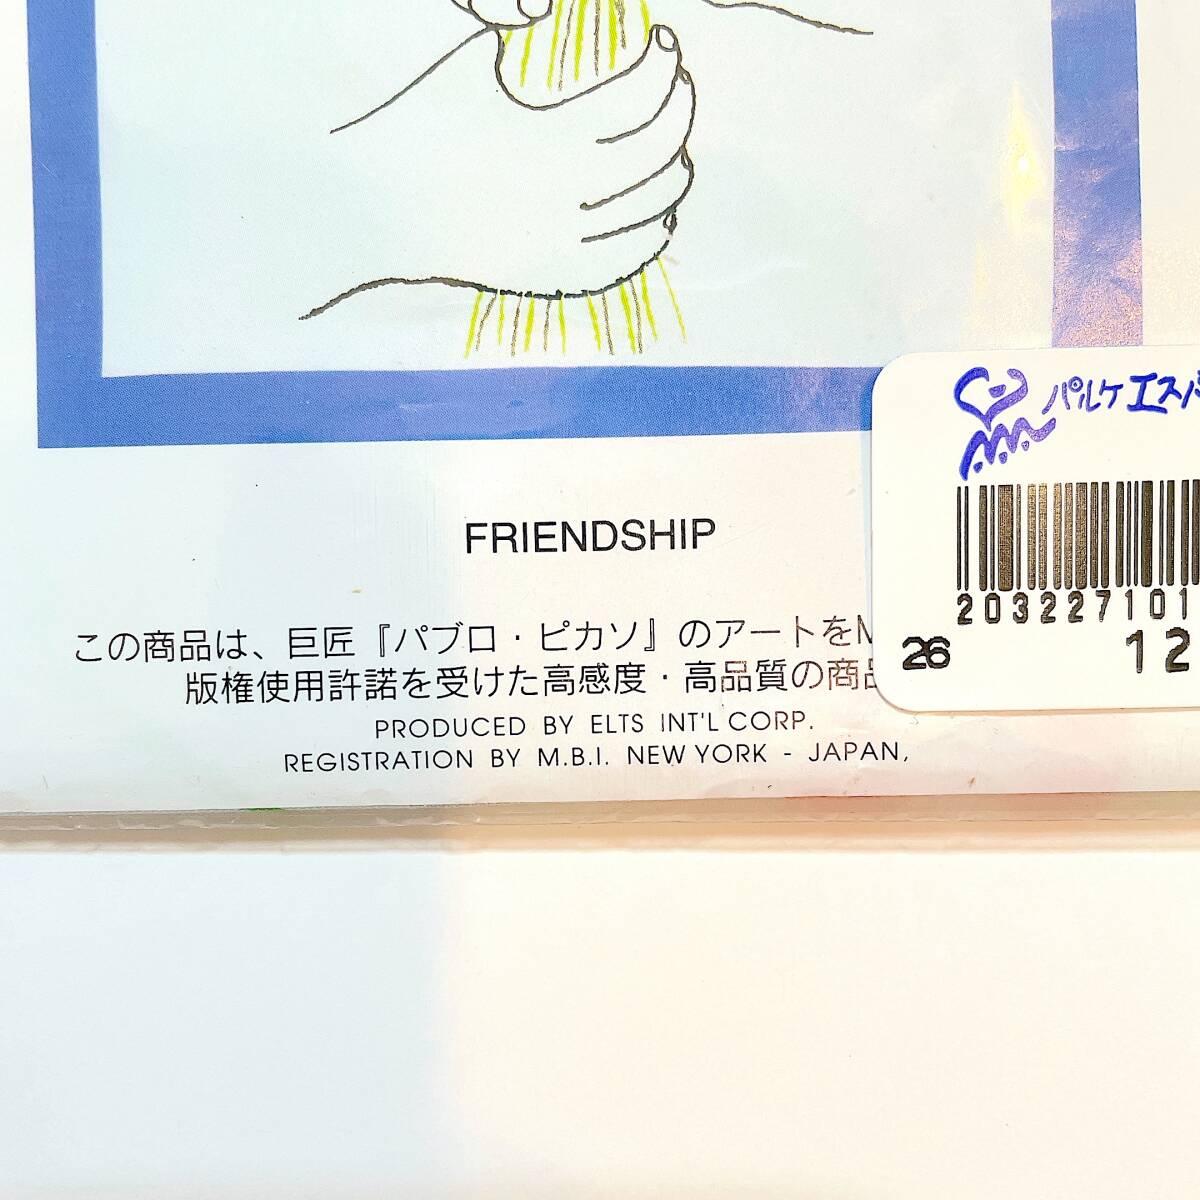 パルケエスパ
203227101
26
12
FRIENDSHIP
この商品は、巨匠『パブロ・ピカソ』のアートをM
版権使用許諾を受けた高感度・高品質の商品
PRODUCED BY ELTS INT'L CORP.
REGISTRATION BY M.B.I. NEW YORK - JAPAN,